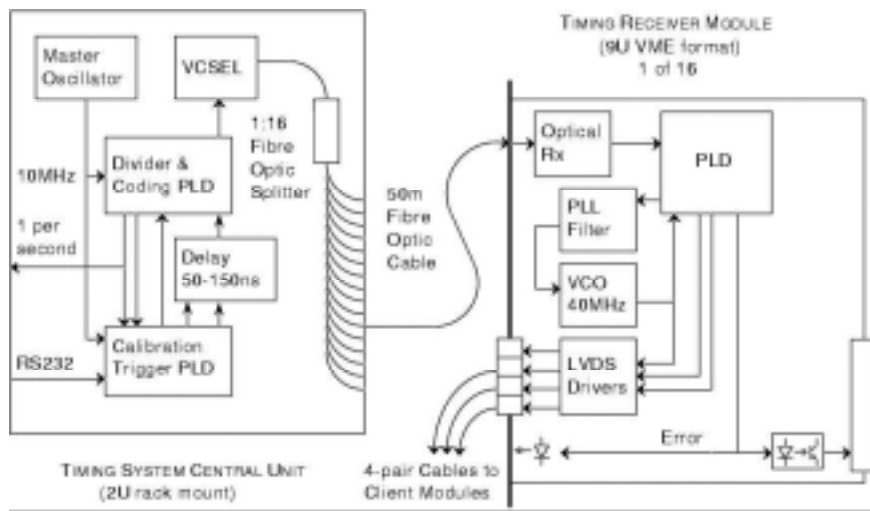 TIMING RECEIVER MODULE
(9U VME format)
1 of 16
Master
Oscillator
VCSEL
1:16
Fibre
Optic
Splitter
10MHz
Divider &
Coding PLD
1 per
second
Delay
50-150ns
RS232
Calibration
Trigger PLD
50m
Fibre
Optic
Cable
Optical
Rx
PLD
PLL
Filter
VCO
40MHz
LVDS
Drivers
Error
TIMING SYSTEM CENTRAL UNIT
(2U rack mount)
4-pair Cables to
Client Modules